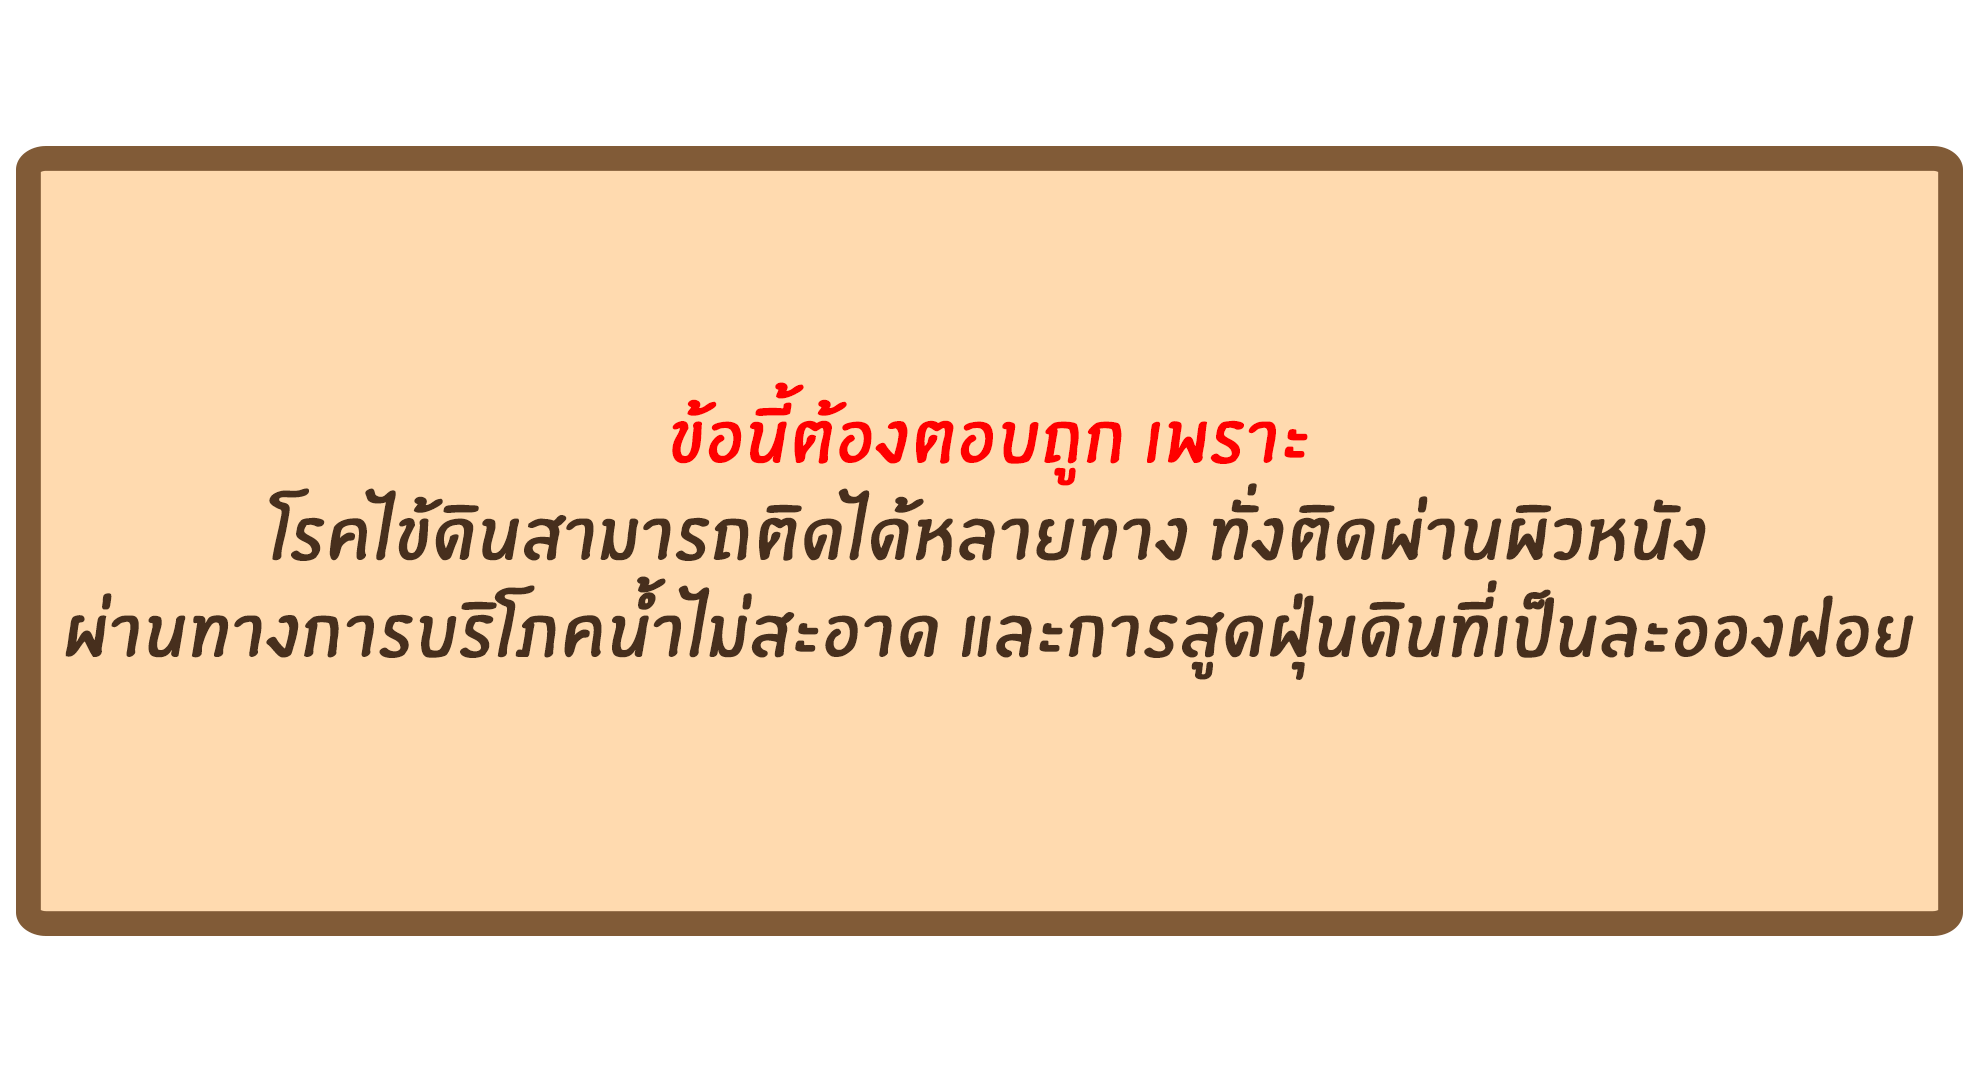 ข้อนี้ต้องตอบถูก เพราะ
โรคไข้ดินสามารถติดได้หลายทาง ทั่งติดผ่านผิวหนัง
ผ่านทางการบริโภคน้ำไม่สะอาด และการสูดฝุ่นดินที่เป็นละอองฝอย